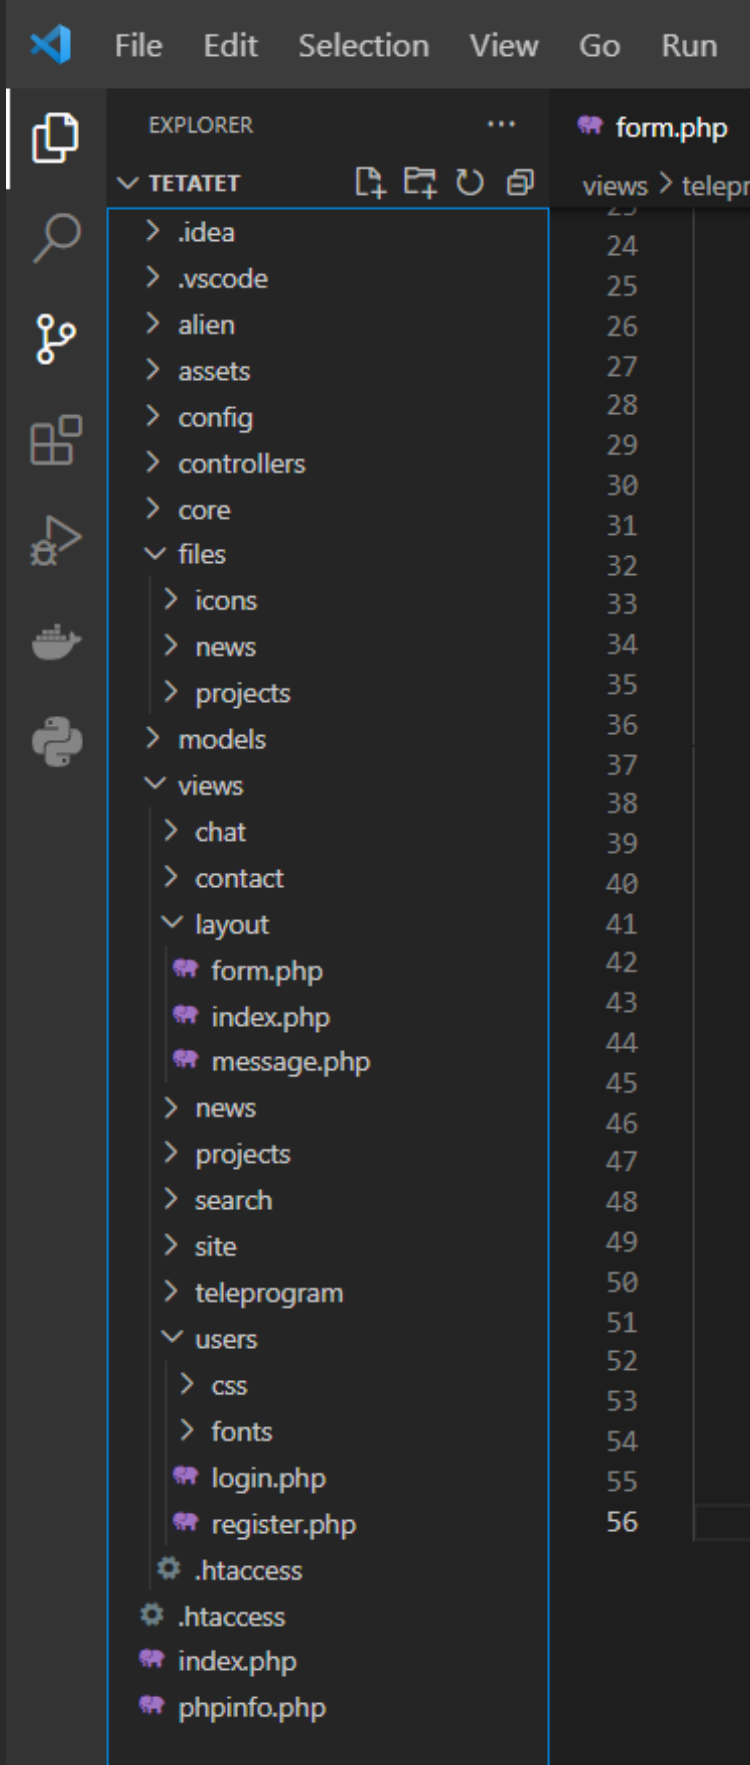 File Edit Selection View Go Run
EXPLORER ...
TETATET
.idea
.vscode
alien
assets
config
controllers
core
files
icons
news
projects
models
views
chat
contact
layout
form.php
index.php
message.php
news
projects
search
site
teleprogram
users
css
fonts
login.php
register.php
.htaccess
.htaccess
index.php
phpinfo.php
form.php
views > telepr
24
25
26
27
28
29
30
31
32
33
34
35
36
37
38
39
40
41
42
43
44
45
46
47
48
49
50
51
52
53
54
55
56